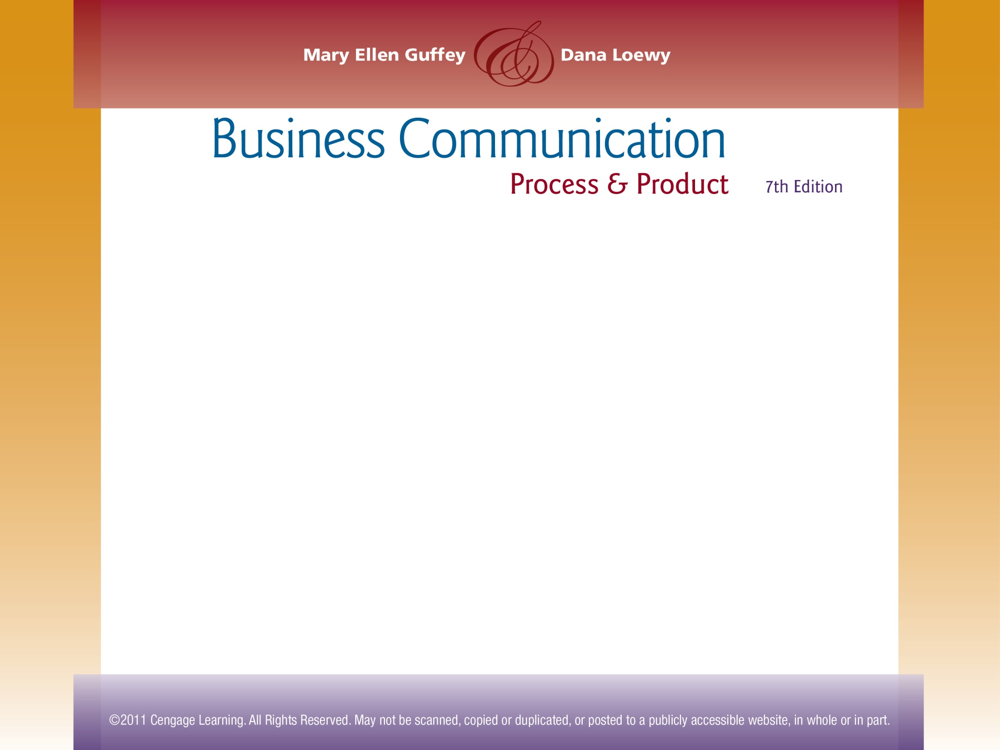 Mary Ellen Guffey & Dana Loewy
Business Communication
Process & Product 7th Edition
©2011 Cengage Learning. All Rights Reserved. May not be scanned, copied or duplicated, or posted to a publicly accessible website, in whole or in part.